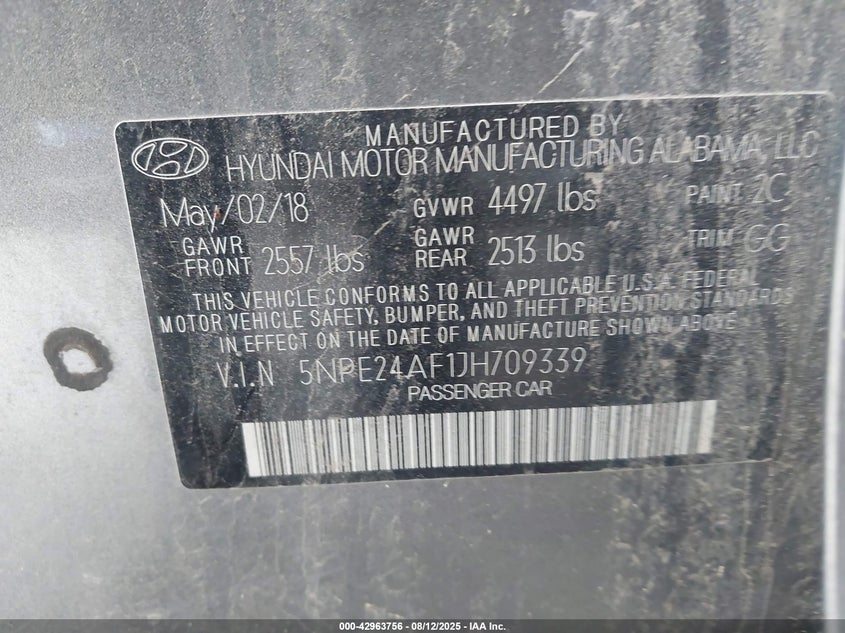 MANUFACTURED BY
HYUNDAI MOTOR MANUFACTURING ALABAMA, LLC
May/02/18 GVWR 4497 lbs PAINT 2C
GAWR FRONT 2557 lbs GAWR REAR 2513 lbs TRIM GG
THIS VEHICLE CONFORMS TO ALL APPLICABLE U.S.A. FEDERAL
MOTOR VEHICLE SAFETY, BUMPER, AND THEFT PREVENTION STANDARDS
IN EFFECT ON THE DATE OF MANUFACTURE SHOWN ABOVE
V.I.N 5NPE24AF1JH709339
PASSENGER CAR
000-42963756 - 08/12/2025 - IAA Inc.